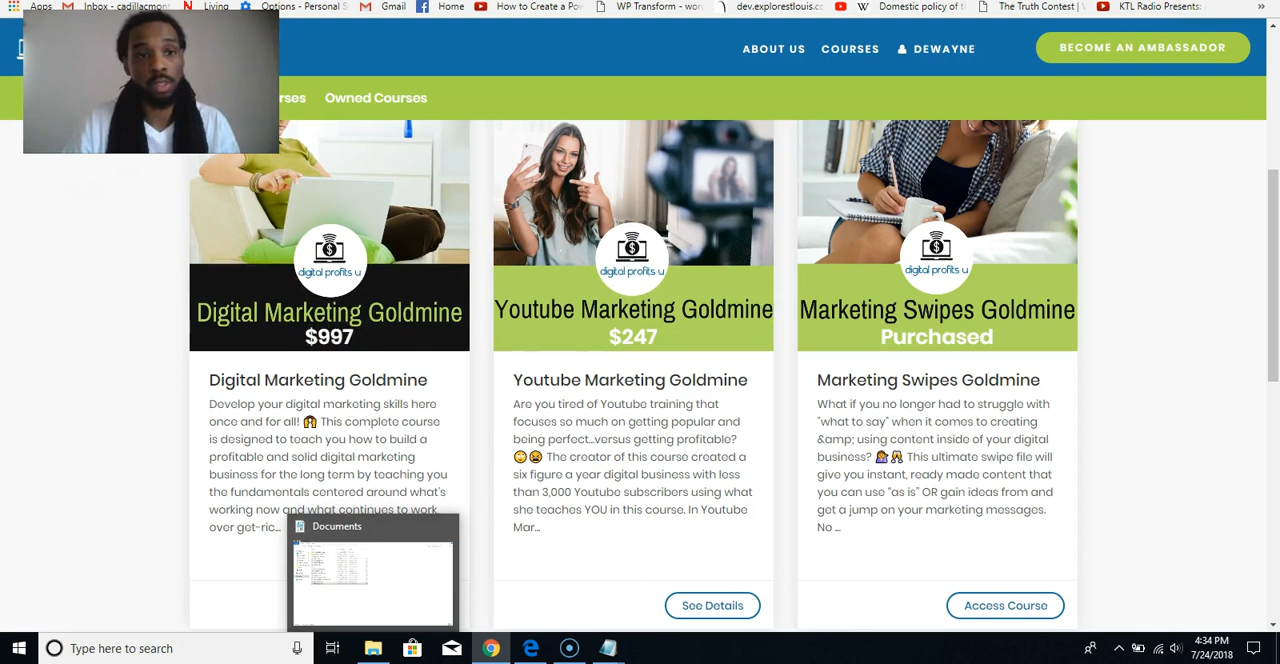 Apps
Inbox - cadillacmont
Living
Options - Personal S
Gmail
Home
How to Create a Pow
WP Transform - wor
dev.explorestlouis.co
Domestic policy of t
The Truth Contest |
KTL Radio Presents:
»
ABOUT US COURSES DEWAYNE
BECOME AN AMBASSADOR
rses Owned Courses
digital profits u
Digital Marketing Goldmine
$997
Digital Marketing Goldmine
Develop your digital marketing skills here
once and for all! 🙌 This complete course
is designed to teach you how to build a
profitable and solid digital marketing
business for the long term by teaching you
the fundamentals centered around what's
working now and what continues to work
over get-ric...
digital profits u
Youtube Marketing Goldmine
$247
Youtube Marketing Goldmine
Are you tired of Youtube training that
focuses so much on getting popular and
being perfect...versus getting profitable?
🙄😫 The creator of this course created a
six figure a year digital business with less
than 3,000 Youtube subscribers using what
she teaches YOU in this course. In Youtube
Mar...
See Details
digital profits u
Marketing Swipes Goldmine
Purchased
Marketing Swipes Goldmine
What if you no longer had to struggle with
"what to say" when it comes to creating
&amp; using content inside of your digital
business? This ultimate swipe file will
give you instant, ready made content that
you can use "as is" OR gain ideas from and
get a jump on your marketing messages.
No ...
Access Course
Documents
Type here to search
4:34 PM
7/24/2018